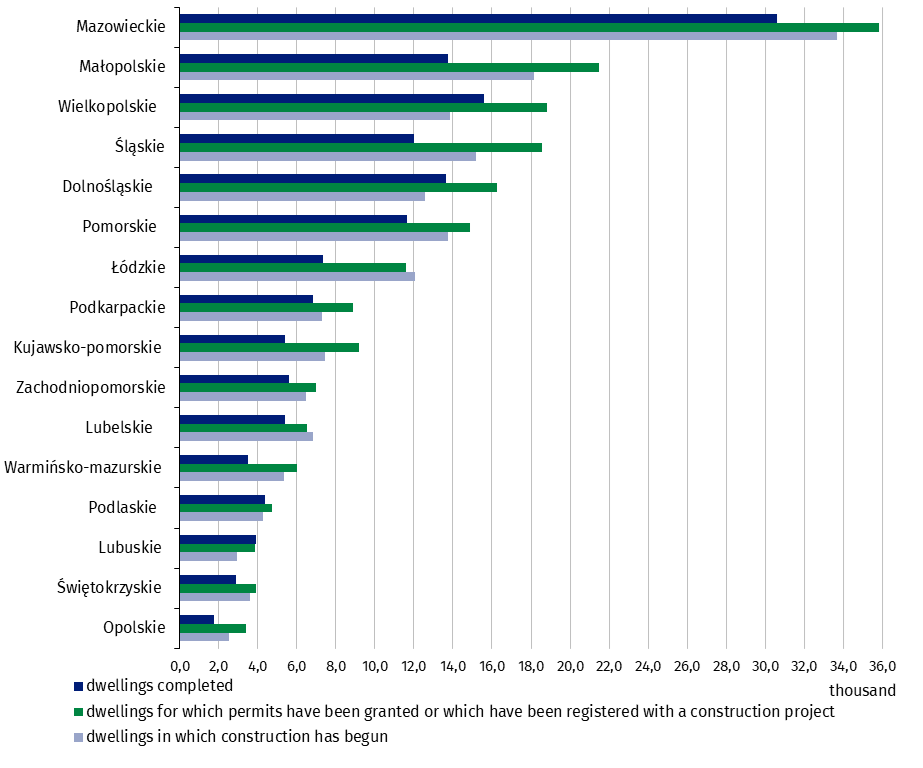 Mazowieckie
Małopolskie
Wielkopolskie
Śląskie
Dolnośląskie
Pomorskie
Łódzkie
Podkarpackie
Kujawsko-pomorskie
Zachodniopomorskie
Lubelskie
Warmińsko-mazurskie
Podlaskie
Lubuskie
Świętokrzyskie
Opolskie
0,0 2,0 4,0 6,0 8,0 10,0 12,0 14,0 16,0 18,0 20,0 22,0 24,0 26,0 28,0 30,0 32,0 34,0 36,0
thousand
dwellings completed
dwellings for which permits have been granted or which have been registered with a construction project
dwellings in which construction has begun